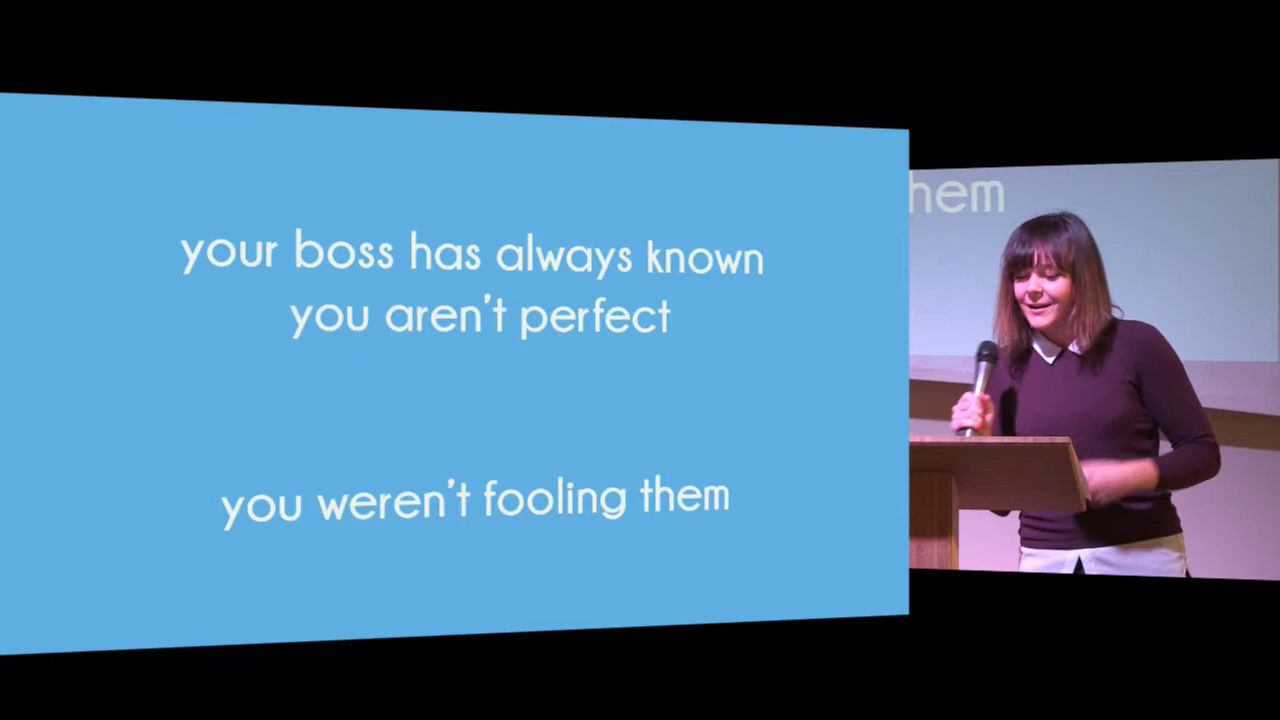 your boss has always known
you aren't perfect
you weren't fooling them
hem